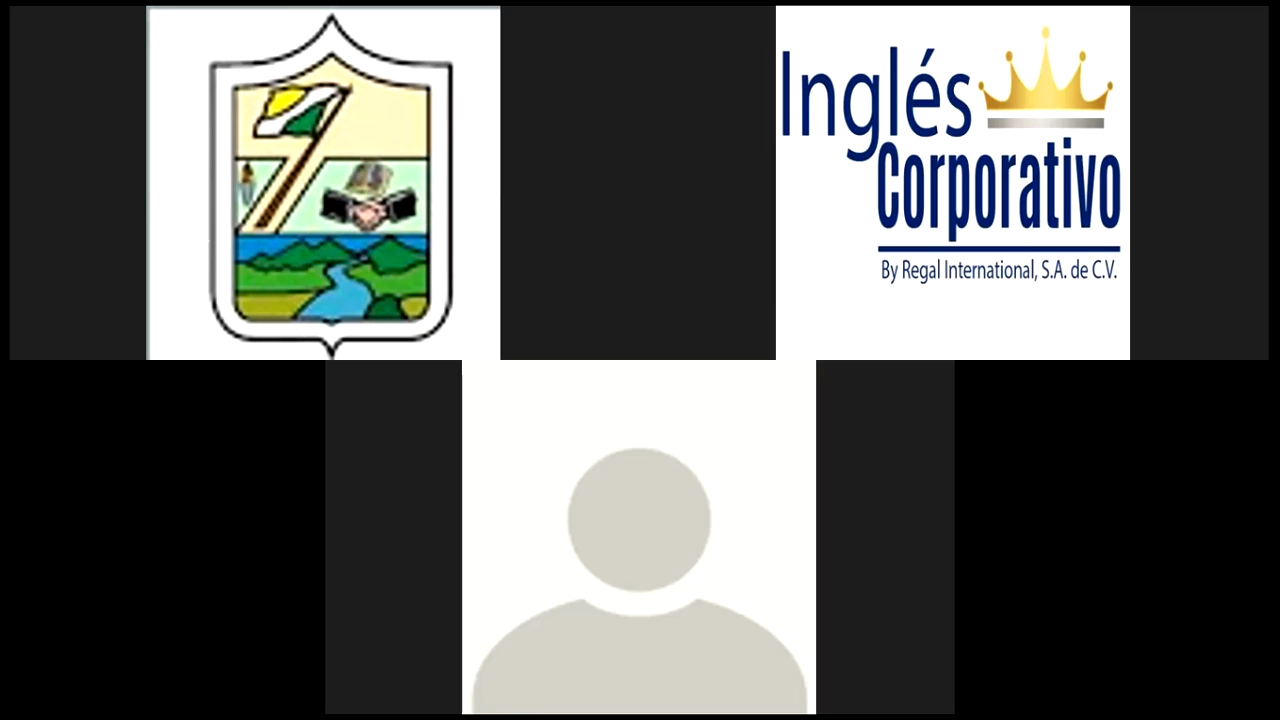 Inglés
Corporativo
By Regal International, S.A. de C.V.